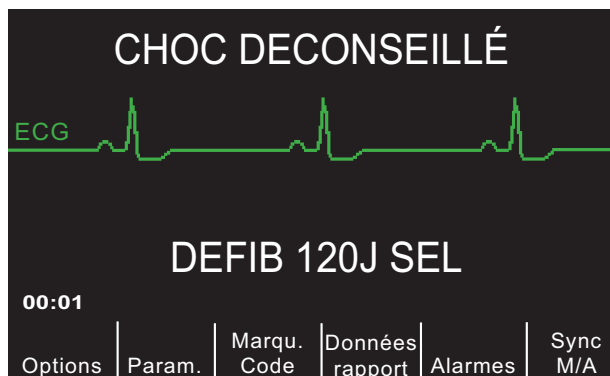 CHOC DECONSEILLÉ
ECG
DEFIB 120J SEL
00:01
Options
Param.
Marqu.
Code
Données
rapport
Alarmes
Sync
M/A